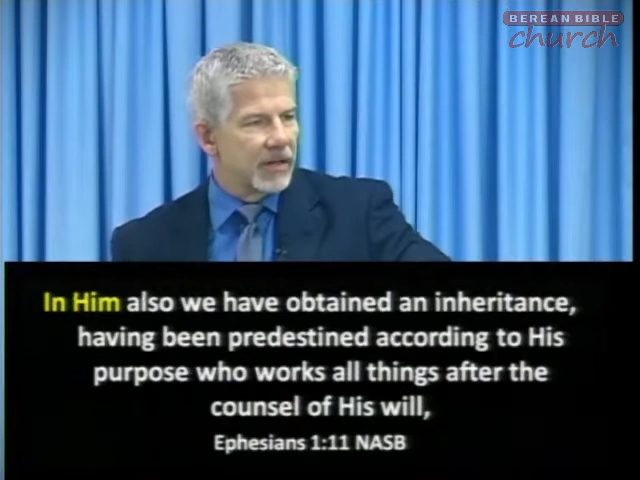 BEREAN BIBLE
church
In Him also we have obtained an inheritance,
having been predestined according to His
purpose who works all things after the
counsel of His will,
Ephesians 1:11 NASB